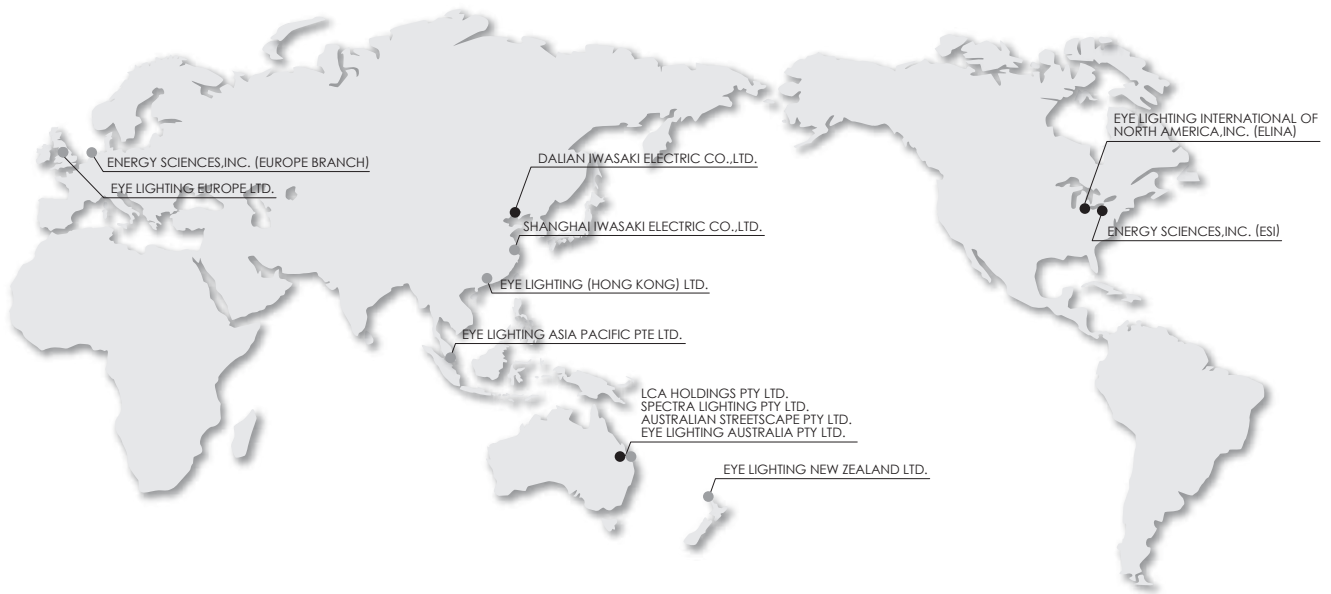 EYE LIGHTING INTERNATIONAL OF
NORTH AMERICA,INC. (ELINA)
ENERGY SCIENCES,INC. (EUROPE BRANCH)
DALIAN IWASAKI ELECTRIC CO.,LTD.
EYE LIGHTING EUROPE LTD.
SHANGHAI IWASAKI ELECTRIC CO.,LTD.
ENERGY SCIENCES,INC. (ESI)
EYE LIGHTING (HONG KONG) LTD.
EYE LIGHTING ASIA PACIFIC PTE LTD.
LCA HOLDINGS PTY LTD.
SPECTRA LIGHTING PTY LTD.
AUSTRALIAN STREETSCAPE PTY LTD.
EYE LIGHTING AUSTRALIA PTY LTD.
EYE LIGHTING NEW ZEALAND LTD.